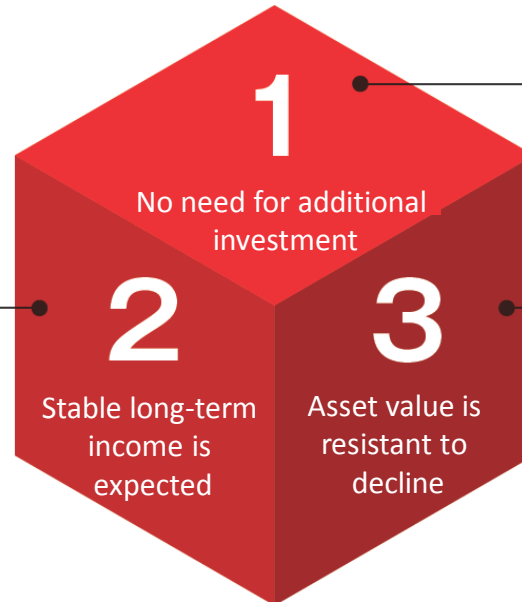 1
No need for additional
investment
2
Stable long-term
income is
expected
3
Asset value is
resistant to
decline